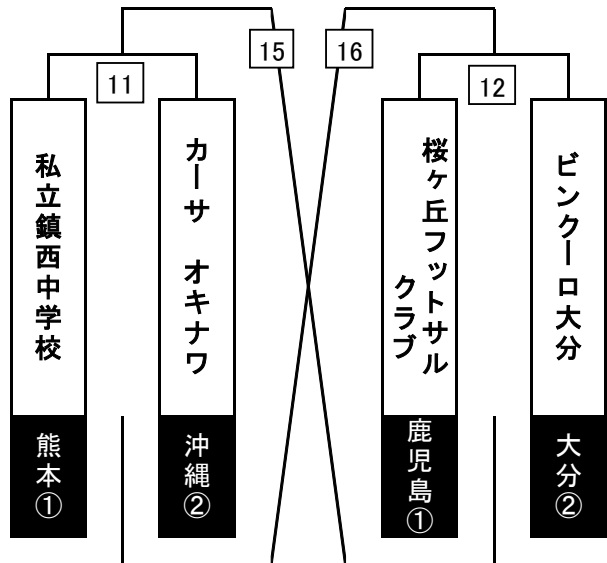 15
16
11
12
私立鎮西中学校
カーサ オキナワ
桜ヶ丘フットサル
クラブ
ビンクーロ大分
熊本①
沖縄②
鹿児島①
大分②